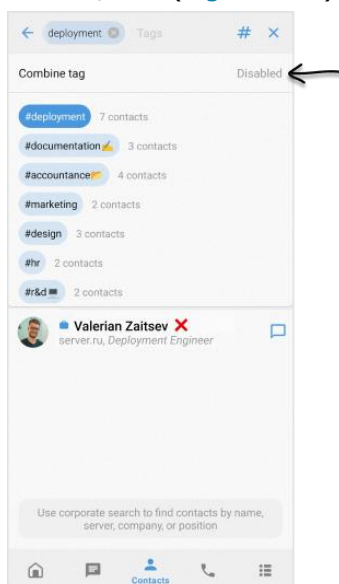 deployment Tags #
Combine tag Disabled
#deployment 7 contacts
#documentation✍ 3 contacts
#accountance📂 4 contacts
#marketing 2 contacts
#design 3 contacts
#hr 2 contacts
#r&d💻 2 contacts
Valerian Zaitsev ❌
server.ru, Deployment Engineer
Use corporate search to find contacts by name,
server, company, or position
Contacts